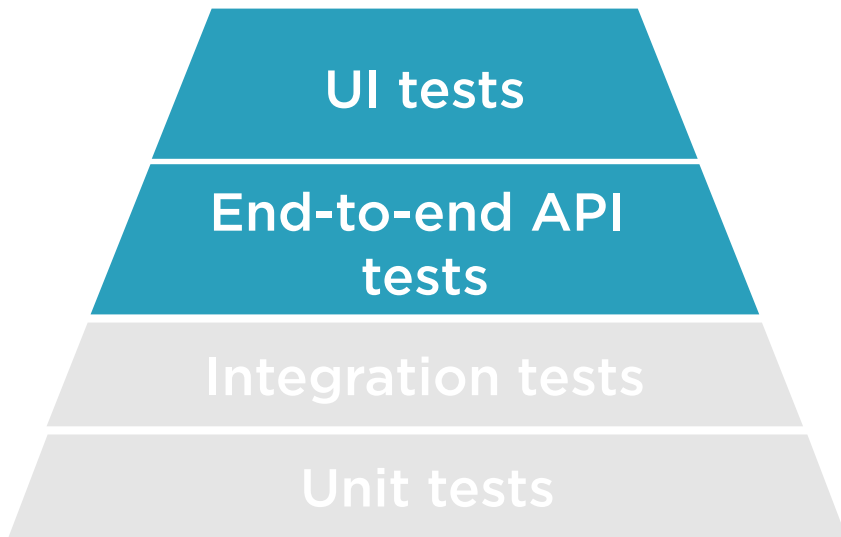 UI tests
End-to-end API
tests
Integration tests
Unit tests